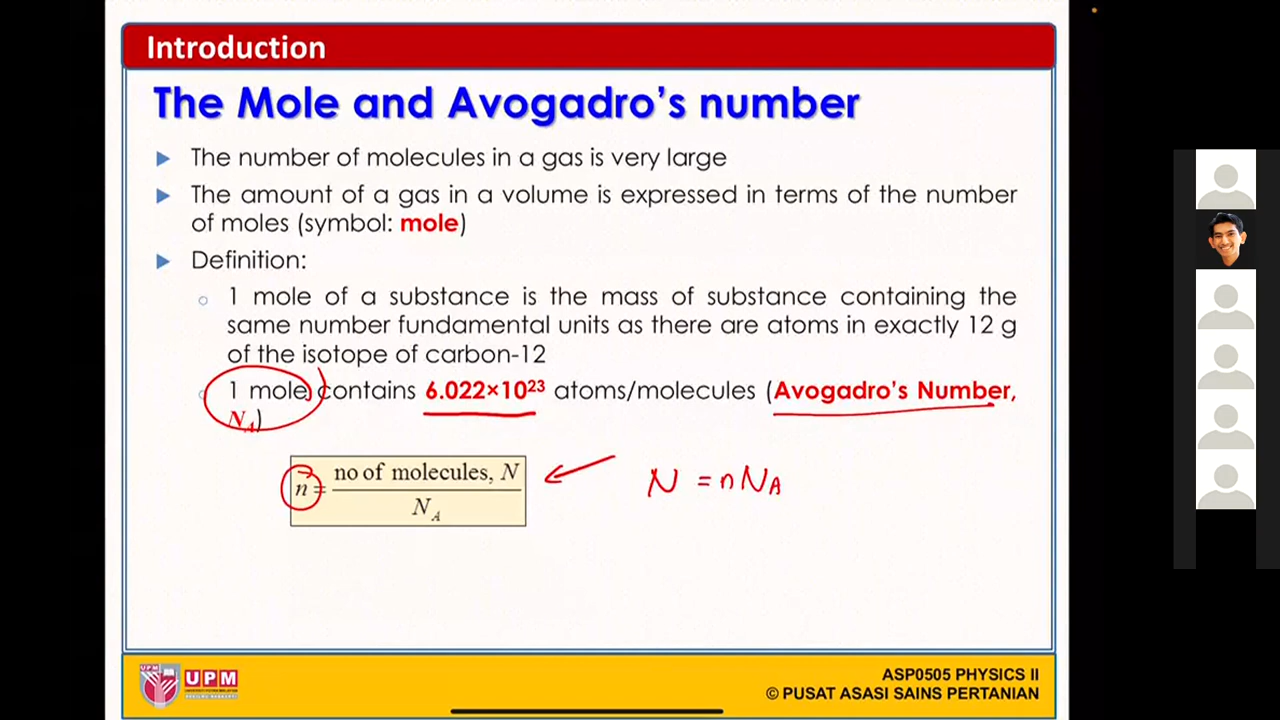 Introduction
The Mole and Avogadro's number
The number of molecules in a gas is very large
The amount of a gas in a volume is expressed in terms of the number
of moles (symbol: mole)
Definition:
1 mole of a substance is the mass of substance containing the
same number fundamental units as there are atoms in exactly 12 g
of the isotope of carbon-12
1 mole contains 6.022×10²³ atoms/molecules (Avogadro's Number,
N_A)
n = no of molecules, N / N_A
N = nN_A
UPM
UPM
ASP0505 PHYSICS II
© PUSAT ASASI SAINS PERTANIAN